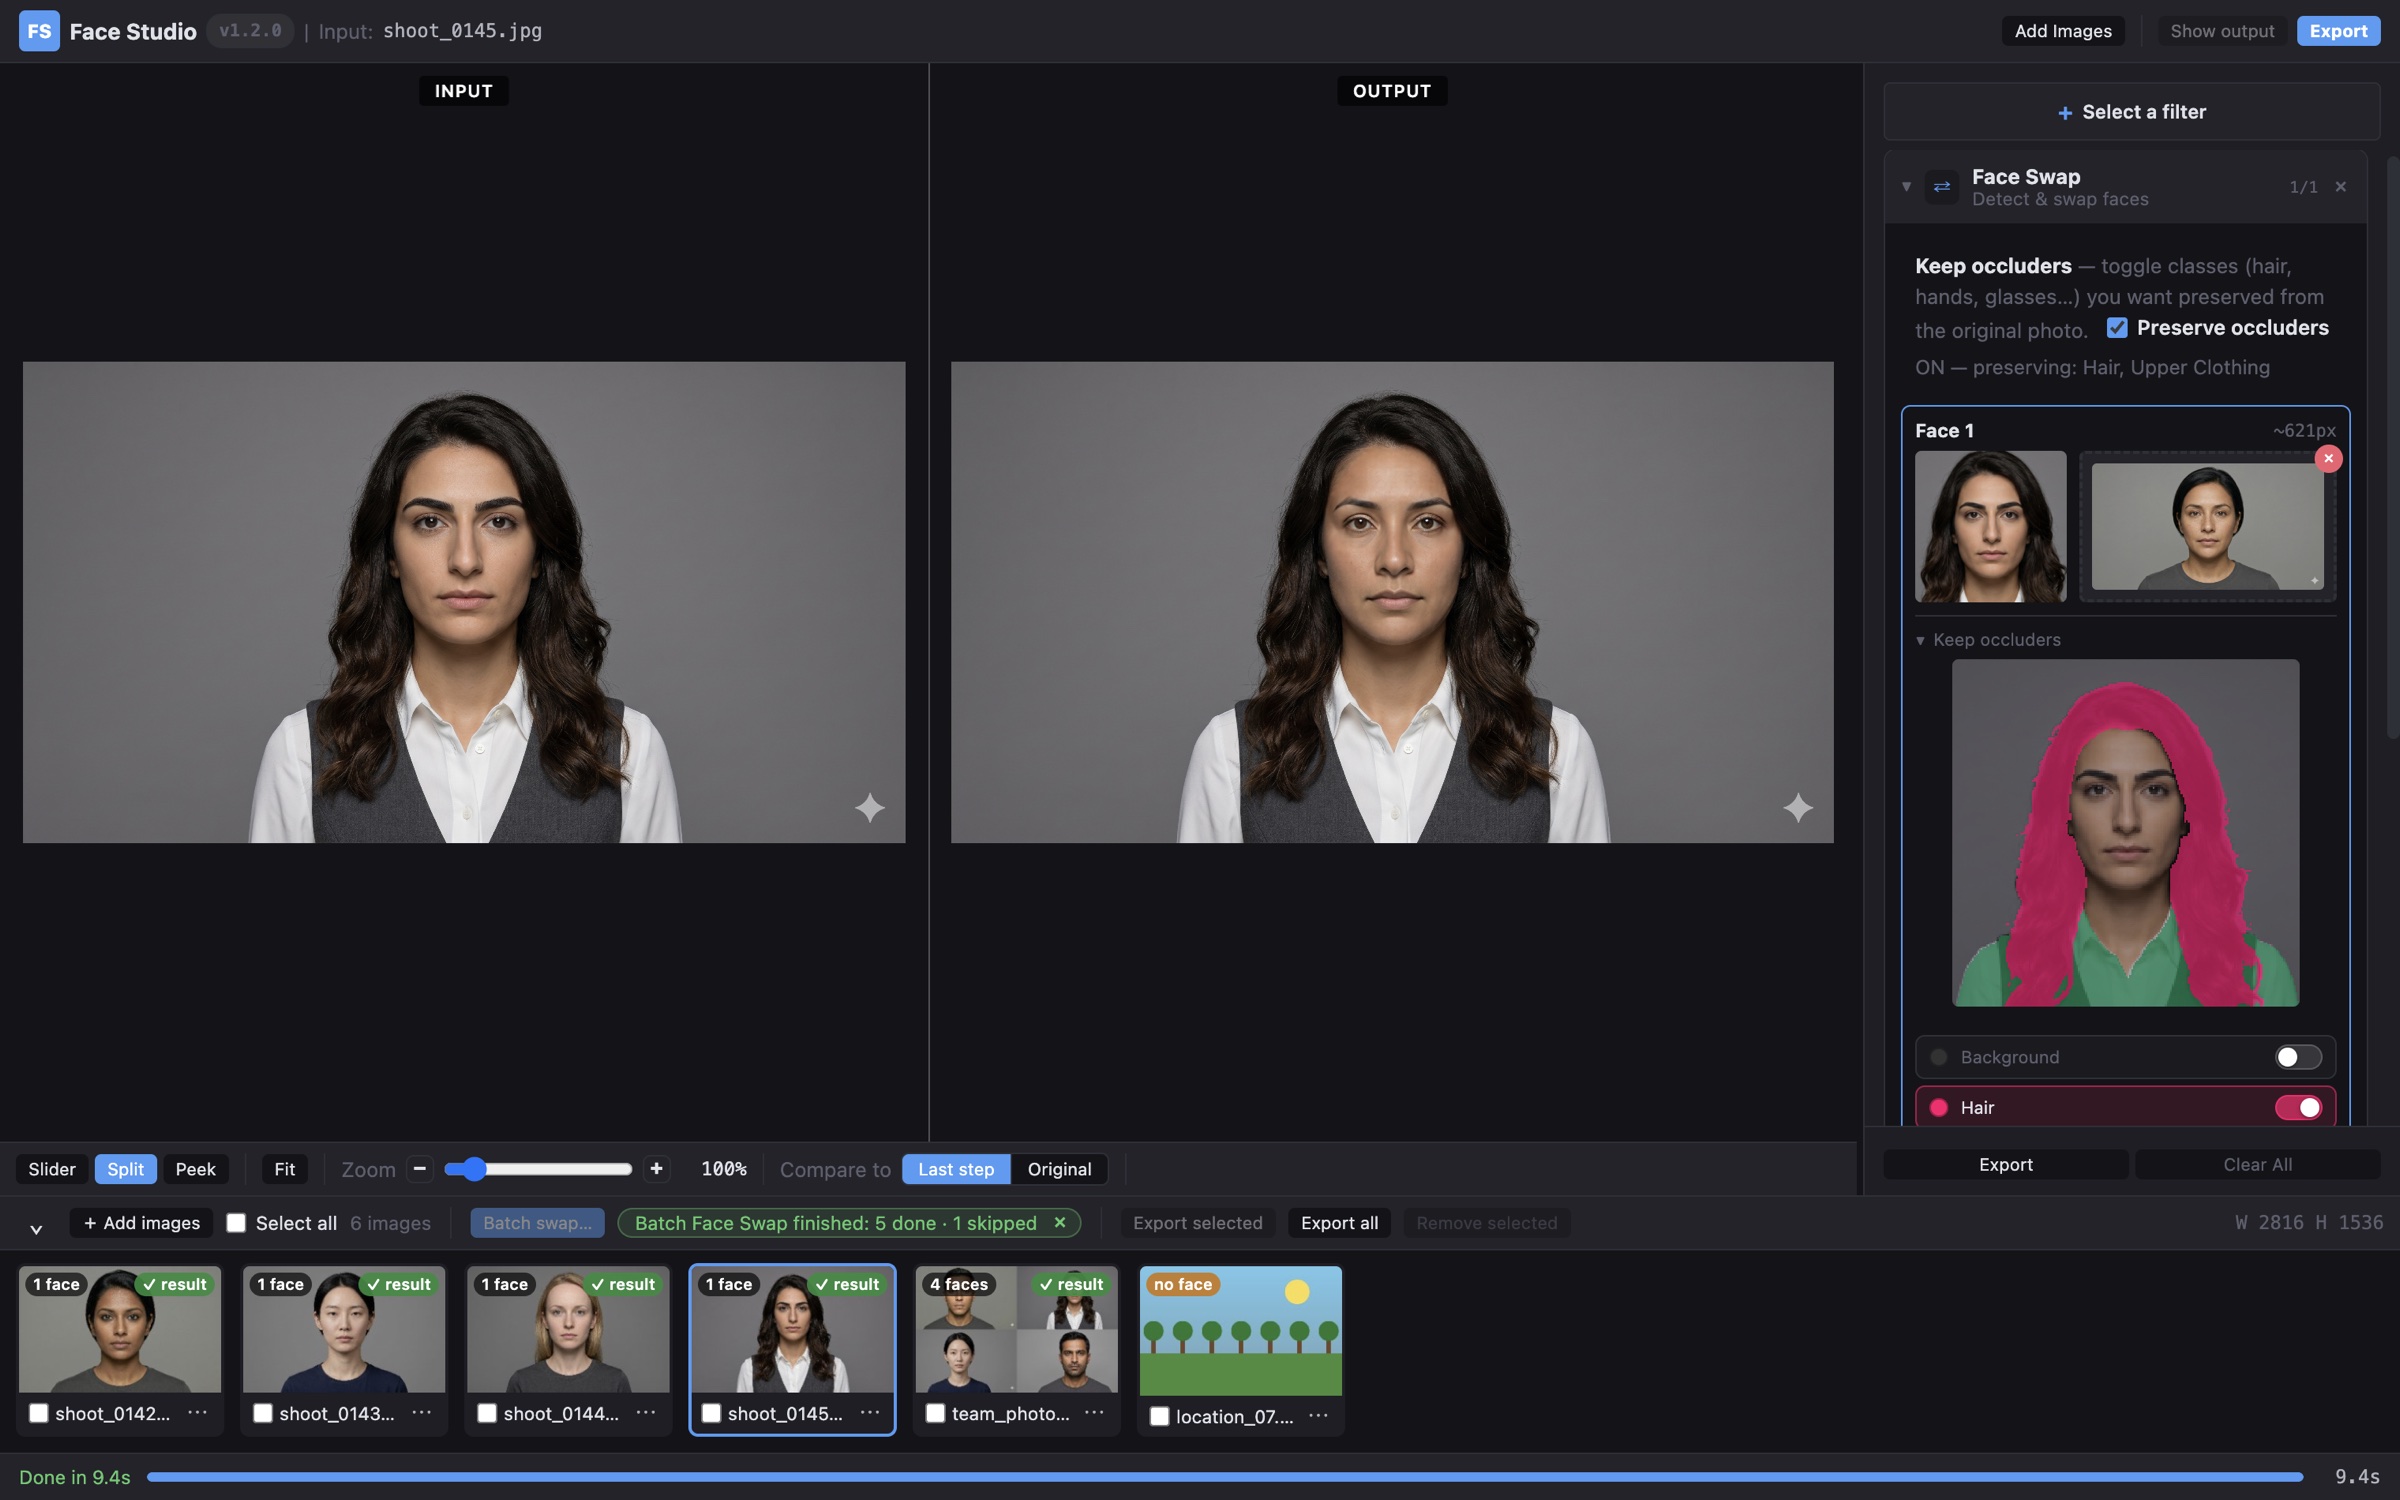 FS Face Studio v1.2.0 | Input: shoot_0145.jpg
Add Images Show output Export
INPUT
OUTPUT
+ Select a filter
Face Swap
Detect & swap faces
1/1 ×
Keep occluders — toggle classes (hair,
hands, glasses...) you want preserved from
the original photo. Preserve occluders
ON — preserving: Hair, Upper Clothing
Face 1 ~621px
Keep occluders
Background
Hair
Export Clear All
Slider Split Peek Fit Zoom − + 100% Compare to Last step Original
+ Add images Select all 6 images Batch swap... Batch Face Swap finished: 5 done · 1 skipped × Export selected Export all Remove selected W 2816 H 1536
1 face ✓ result
shoot_0142... ...
1 face ✓ result
shoot_0143... ...
1 face ✓ result
shoot_0144... ...
1 face ✓ result
shoot_0145... ...
4 faces ✓ result
team_photo... ...
no face
location_07.... ...
Done in 9.4s 9.4s